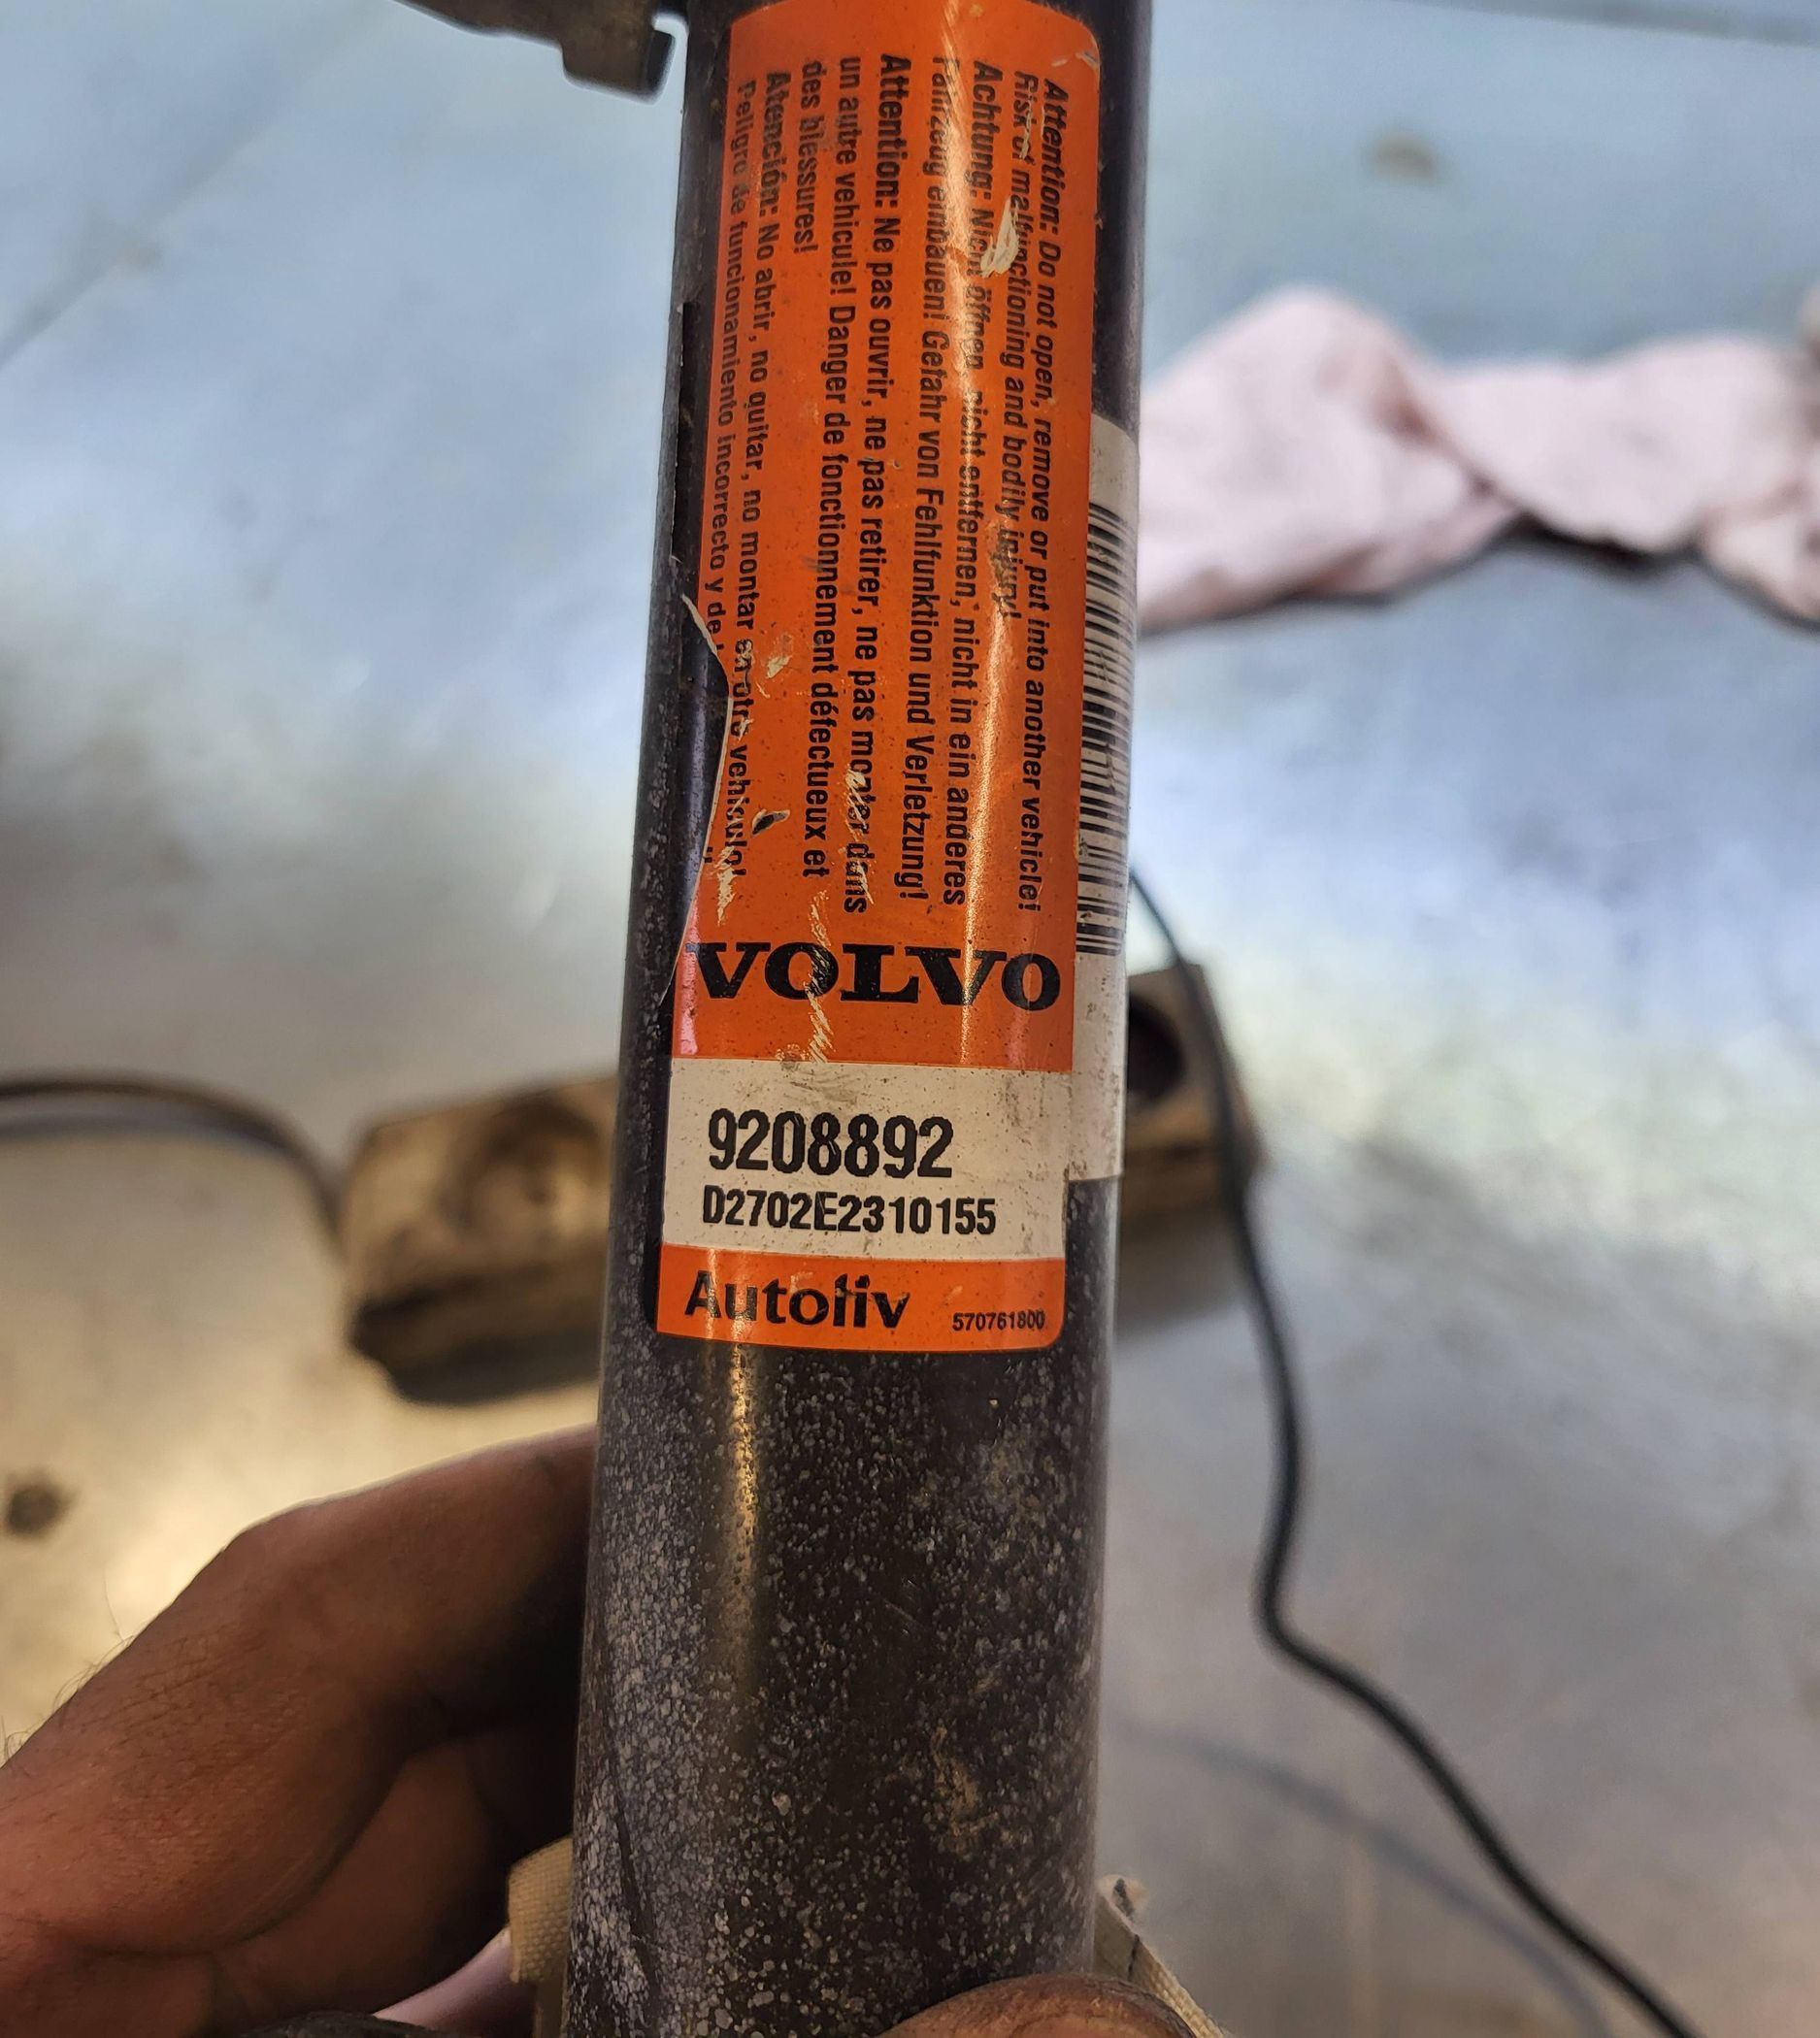 Attention: Do not open, remove or put into another vehicle!
Risk of malfunctioning and bodily injury!
Achtung: Nicht öffnen, nicht entfernen, nicht in ein anderes
Fahrzeug einbauen! Gefahr von Fehlfunktion und Verletzung!
Attention: Ne pas ouvrir, ne pas retirer, ne pas monter dans
un autre vehicule! Danger de fonctionnement défectueux et
des blessures!
Atención: No abrir, no quitar, no montar en otro vehiculo!
Peligro de funcionamiento incorrecto y de
VOLVO
9208892
D2702E2310155
Autoliv 570761800